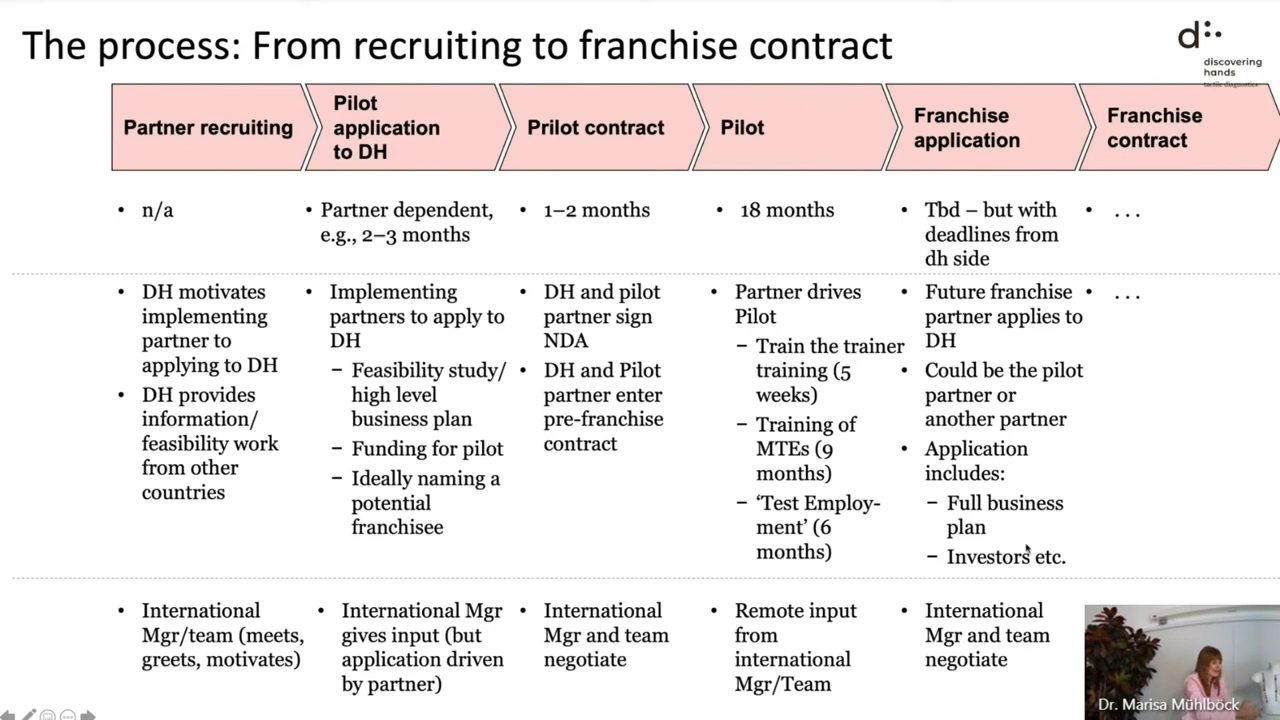 The process: From recruiting to franchise contract
d
discovering
hands
tactile diagnostics
Partner recruiting
Pilot
application
to DH
Prilot contract
Pilot
Franchise
application
Franchise
contract
• n/a
• Partner dependent,
e.g., 2–3 months
• 1–2 months
• 18 months
• Tbd – but with
deadlines from
dh side
• . . .
• DH motivates
implementing
partner to
applying to DH
• DH provides
information/
feasibility work
from other
countries
• Implementing
partners to apply to
DH
– Feasibility study/
high level
business plan
– Funding for pilot
– Ideally naming a
potential
franchisee
• DH and pilot
partner sign
NDA
• DH and Pilot
partner enter
pre-franchise
contract
• Partner drives
Pilot
– Train the trainer
training (5
weeks)
– Training of
MTEs (9
months)
– ‘Test Employ-
ment’ (6
months)
• Future franchise
partner applies to
DH
• Could be the pilot
partner or
another partner
• Application
includes:
– Full business
plan
– Investors etc.
• . . .
• International
Mgr/team (meets,
greets, motivates)
• International Mgr
gives input (but
application driven
by partner)
• International
Mgr and team
negotiate
• Remote input
from
international
Mgr/Team
• International
Mgr and team
negotiate
Dr. Marisa Mühlböck